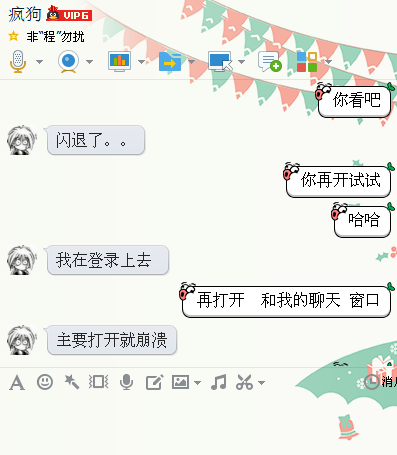 疯狗 VIP6
非"程"勿扰
你看吧
闪退了。。
你再开试试
哈哈
我在登录上去
再打开 和我的聊天 窗口
主要打开就崩溃
消